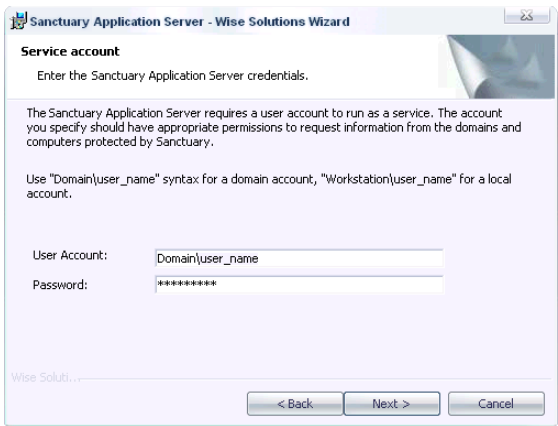 Sanctuary Application Server - Wise Solutions Wizard
Service account
Enter the Sanctuary Application Server credentials.
The Sanctuary Application Server requires a user account to run as a service. The account
you specify should have appropriate permissions to request information from the domains and
computers protected by Sanctuary.
Use "Domain\user_name" syntax for a domain account, "Workstation\user_name" for a local
account.
User Account: Domain\user_name
Password: *********
Wise Soluti...
< Back Next > Cancel